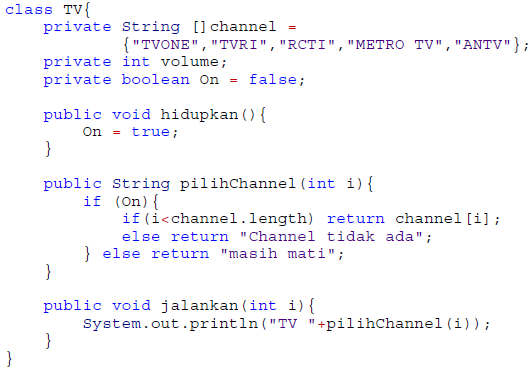 class TV{
    private String []channel =
            {"TVONE","TVRI","RCTI","METRO TV","ANTV"};
    private int volume;
    private boolean On = false;

    public void hidupkan(){
        On = true;
    }

    public String pilihChannel(int i){
        if (On){
            if(i<channel.length) return channel[i];
            else return "Channel tidak ada";
        } else return "masih mati";
    }

    public void jalankan(int i){
        System.out.println("TV "+pilihChannel(i));
    }
}